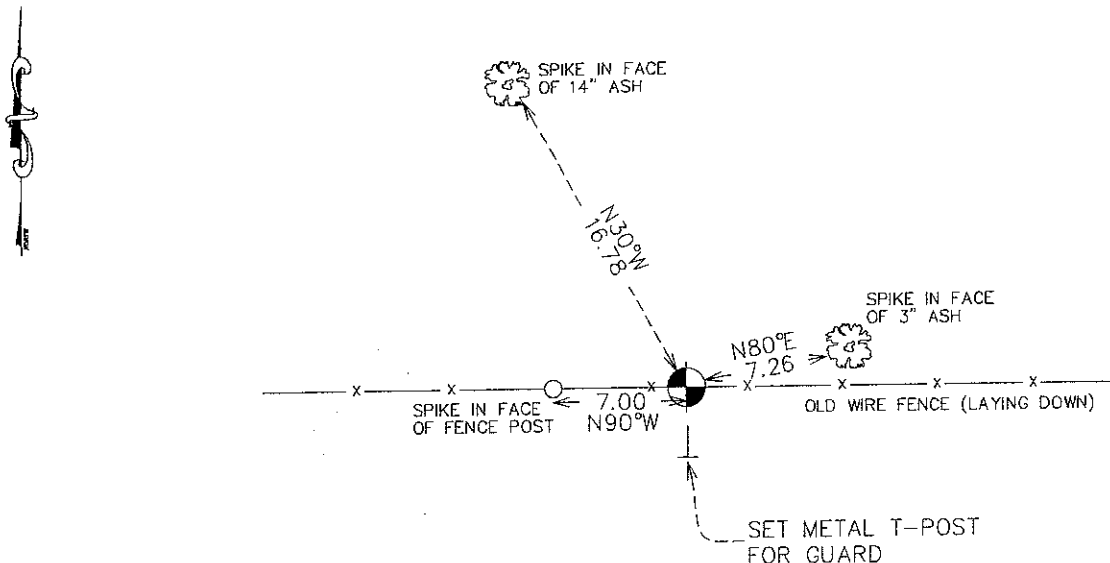 SPIKE IN FACE
OF 14" ASH
N30°W
16.78
SPIKE IN FACE
OF 3" ASH
N80°E
7.26
SPIKE IN FACE
OF FENCE POST
7.00
N90°W
OLD WIRE FENCE (LAYING DOWN)
SET METAL T-POST
FOR GUARD